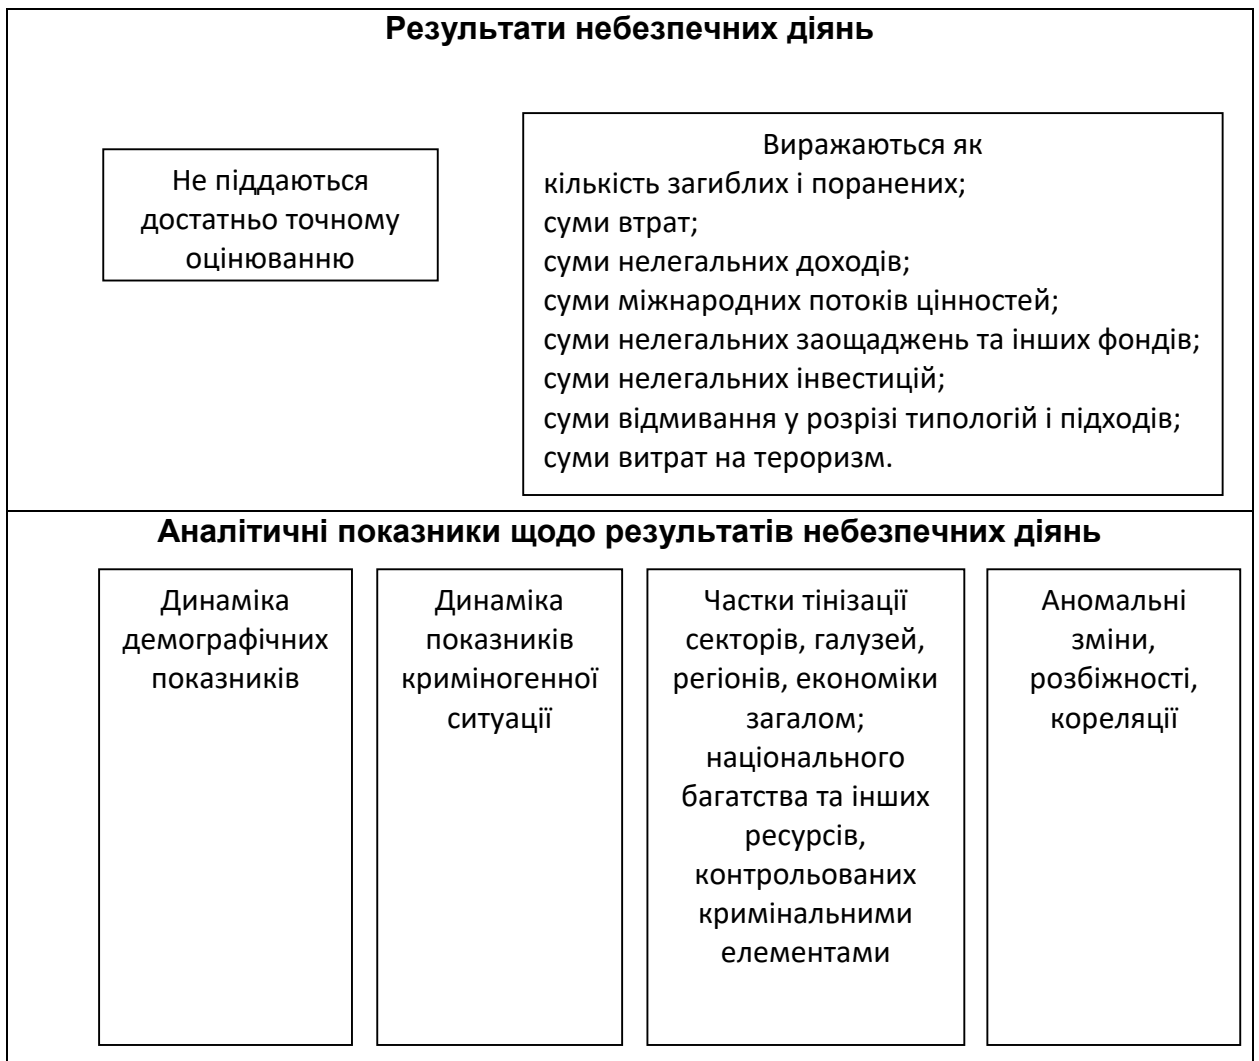 Результати небезпечних діянь
Не піддаються
достатньо точному
оцінюванню
Виражаються як
кількість загиблих і поранених;
суми втрат;
суми нелегальних доходів;
суми міжнародних потоків цінностей;
суми нелегальних заощаджень та інших фондів;
суми нелегальних інвестицій;
суми відмивання у розрізі типологій і підходів;
суми витрат на тероризм.
Аналітичні показники щодо результатів небезпечних діянь
Динаміка
демографічних
показників
Динаміка
показників
криміногенної
ситуації
Частки тінізації
секторів, галузей,
регіонів, економіки
загалом;
національного
багатства та інших
ресурсів,
контрольованих
кримінальними
елементами
Аномальні
зміни,
розбіжності,
кореляції